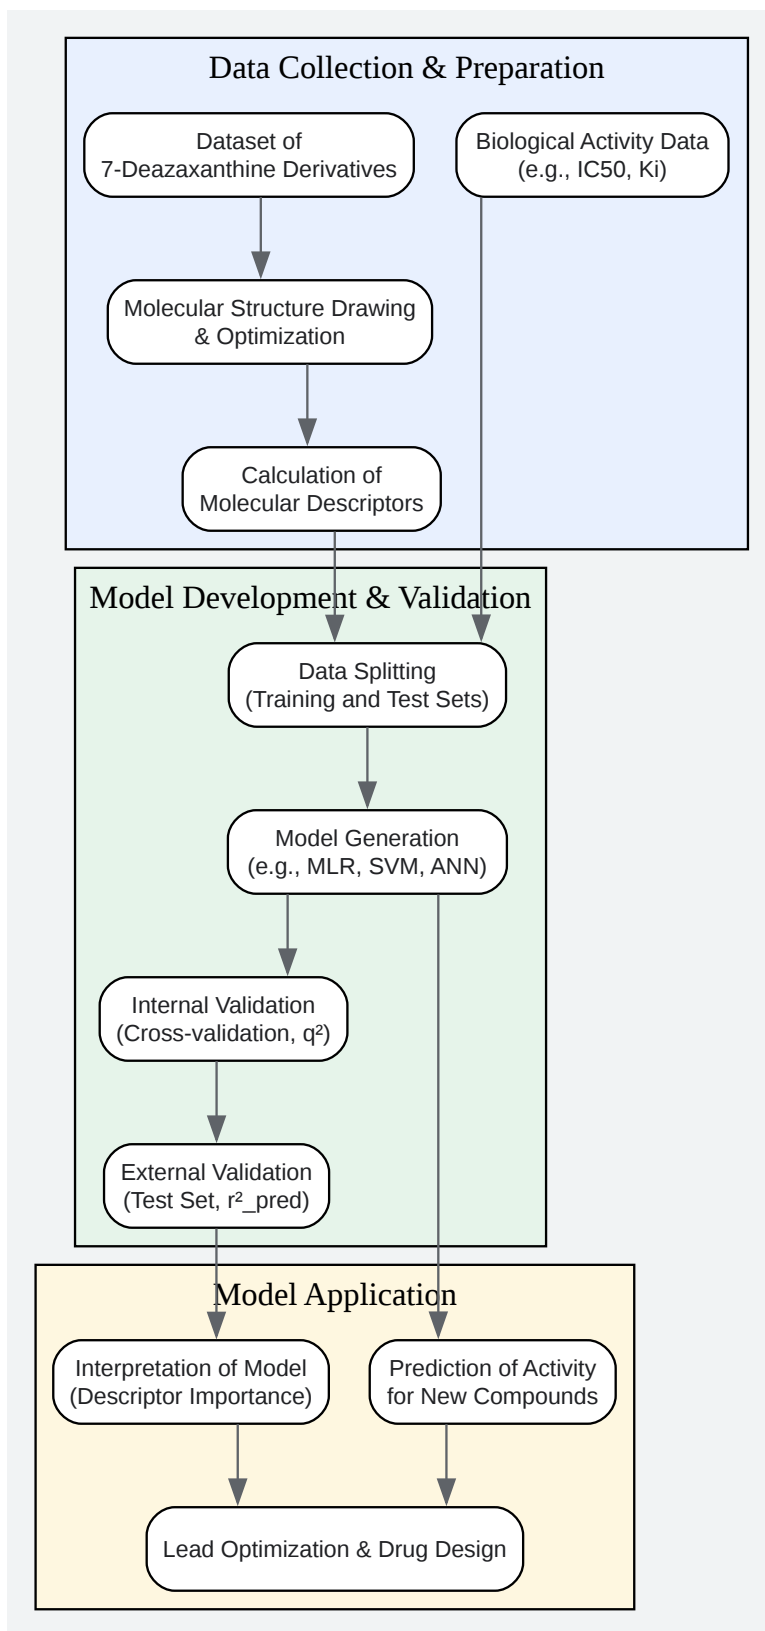 Data Collection & Preparation
Dataset of
7-Deazaxanthine Derivatives
Biological Activity Data
(e.g., IC50, Ki)
Molecular Structure Drawing
& Optimization
Calculation of
Molecular Descriptors
Model Development & Validation
Data Splitting
(Training and Test Sets)
Model Generation
(e.g., MLR, SVM, ANN)
Internal Validation
(Cross-validation, q²)
External Validation
(Test Set, r²_pred)
Model Application
Interpretation of Model
(Descriptor Importance)
Prediction of Activity
for New Compounds
Lead Optimization & Drug Design